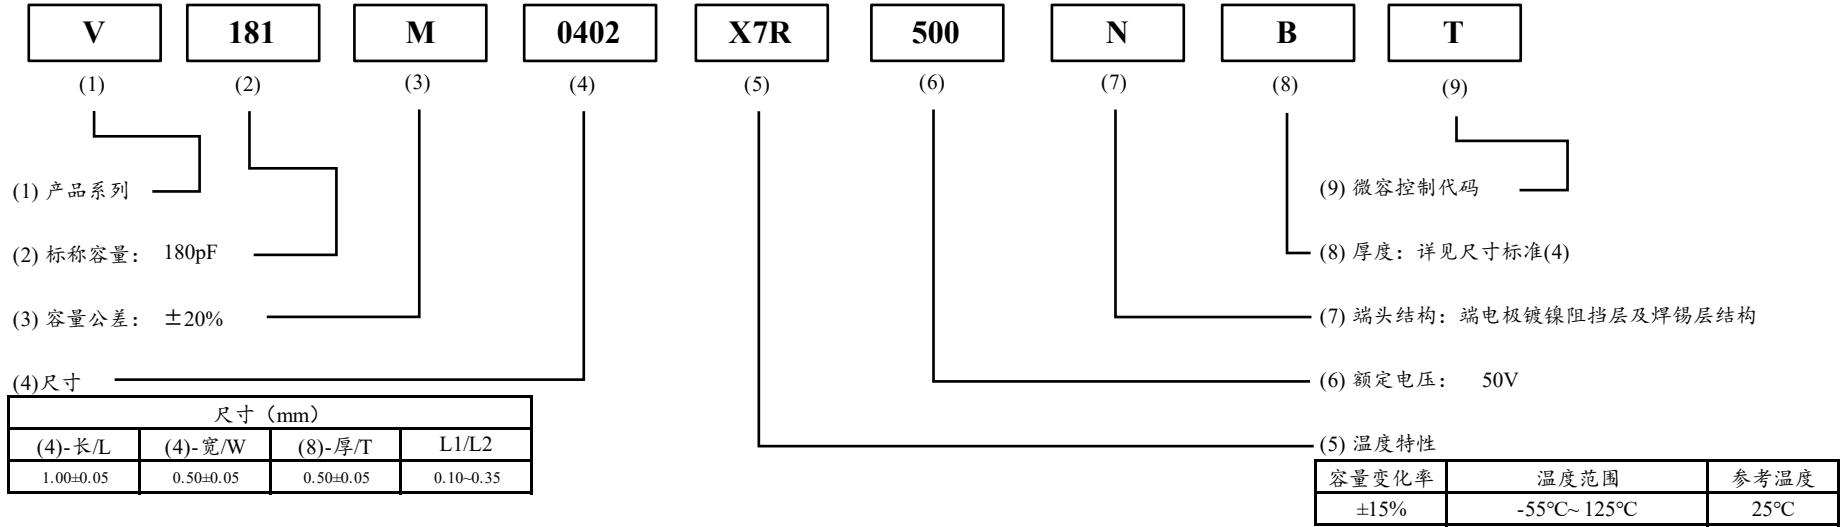 V 181 M 0402 X7R 500 N B T
(1) (2) (3) (4) (5) (6) (7) (8) (9)
(1) 产品系列
(9) 微容控制代码
(2) 标称容量： 180pF
(8) 厚度：详见尺寸标准(4)
(3) 容量公差： ±20%
(7) 端头结构：端电极镀镍阻挡层及焊锡层结构
(4)尺寸
(6) 额定电压： 50V
尺寸（mm）
(4)-长/L (4)-宽/W (8)-厚/T L1/L2
1.00±0.05 0.50±0.05 0.50±0.05 0.10~0.35
(5) 温度特性
容量变化率 温度范围 参考温度
±15% -55℃~ 125℃ 25℃